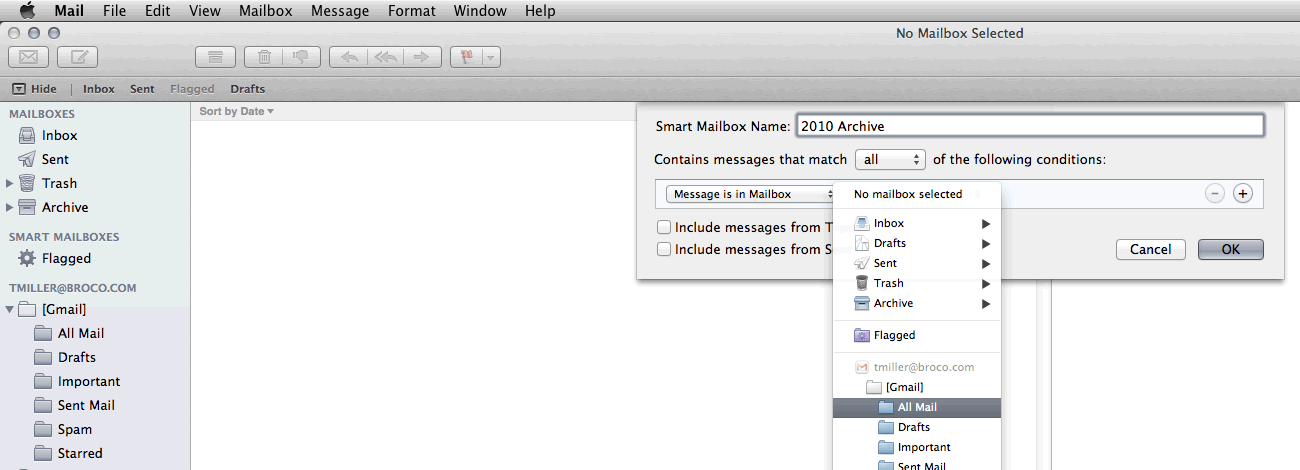 Mail File Edit View Mailbox Message Format Window Help
No Mailbox Selected
Hide Inbox Sent Flagged Drafts
MAILBOXES
Inbox
Sent
Trash
Archive
SMART MAILBOXES
Flagged
TMILLER@BROCO.COM
[Gmail]
All Mail
Drafts
Important
Sent Mail
Spam
Starred
Sort by Date
Smart Mailbox Name: 2010 Archive
Contains messages that match all of the following conditions:
Message is in Mailbox
Include messages from
Include messages from
Cancel OK
No mailbox selected
Inbox
Drafts
Sent
Trash
Archive
Flagged
tmiller@broco.com
[Gmail]
All Mail
Drafts
Important
Sent Mail